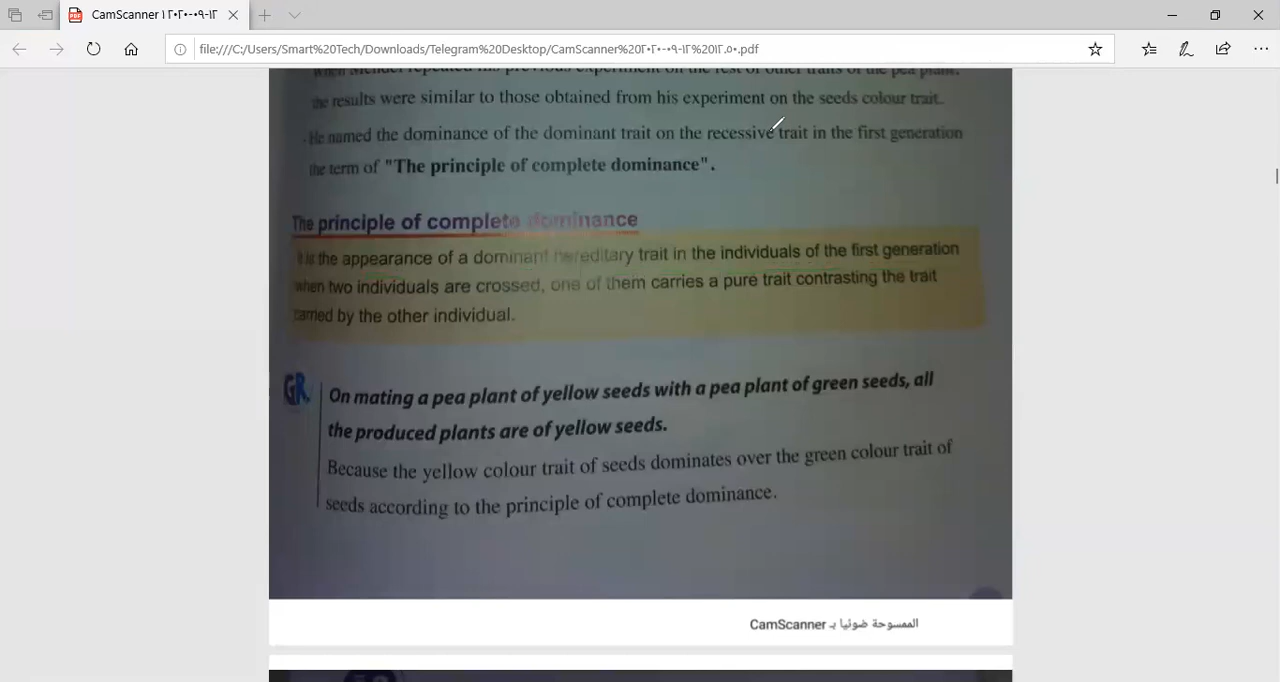 CamScanner ١٢-٠٩-٢٠٢٠
file:///C:/Users/Smart%20Tech/Downloads/Telegram%20Desktop/CamScanner%20١٢-٠٩-٢٠٢٠%20١٢.٥٠.pdf
When Mendel repeated his previous experiment on the rest of other traits of the pea plant,
the results were similar to those obtained from his experiment on the seeds colour trait.
. He named the dominance of the dominant trait on the recessive trait in the first generation
the term of "The principle of complete dominance".
The principle of complete dominance
It is the appearance of a dominant hereditary trait in the individuals of the first generation
when two individuals are crossed, one of them carries a pure trait contrasting the trait
carried by the other individual.
GR
On mating a pea plant of yellow seeds with a pea plant of green seeds, all
the produced plants are of yellow seeds.
Because the yellow colour trait of seeds dominates over the green colour trait of
seeds according to the principle of complete dominance.
الممسوحة ضوئيا بـ CamScanner